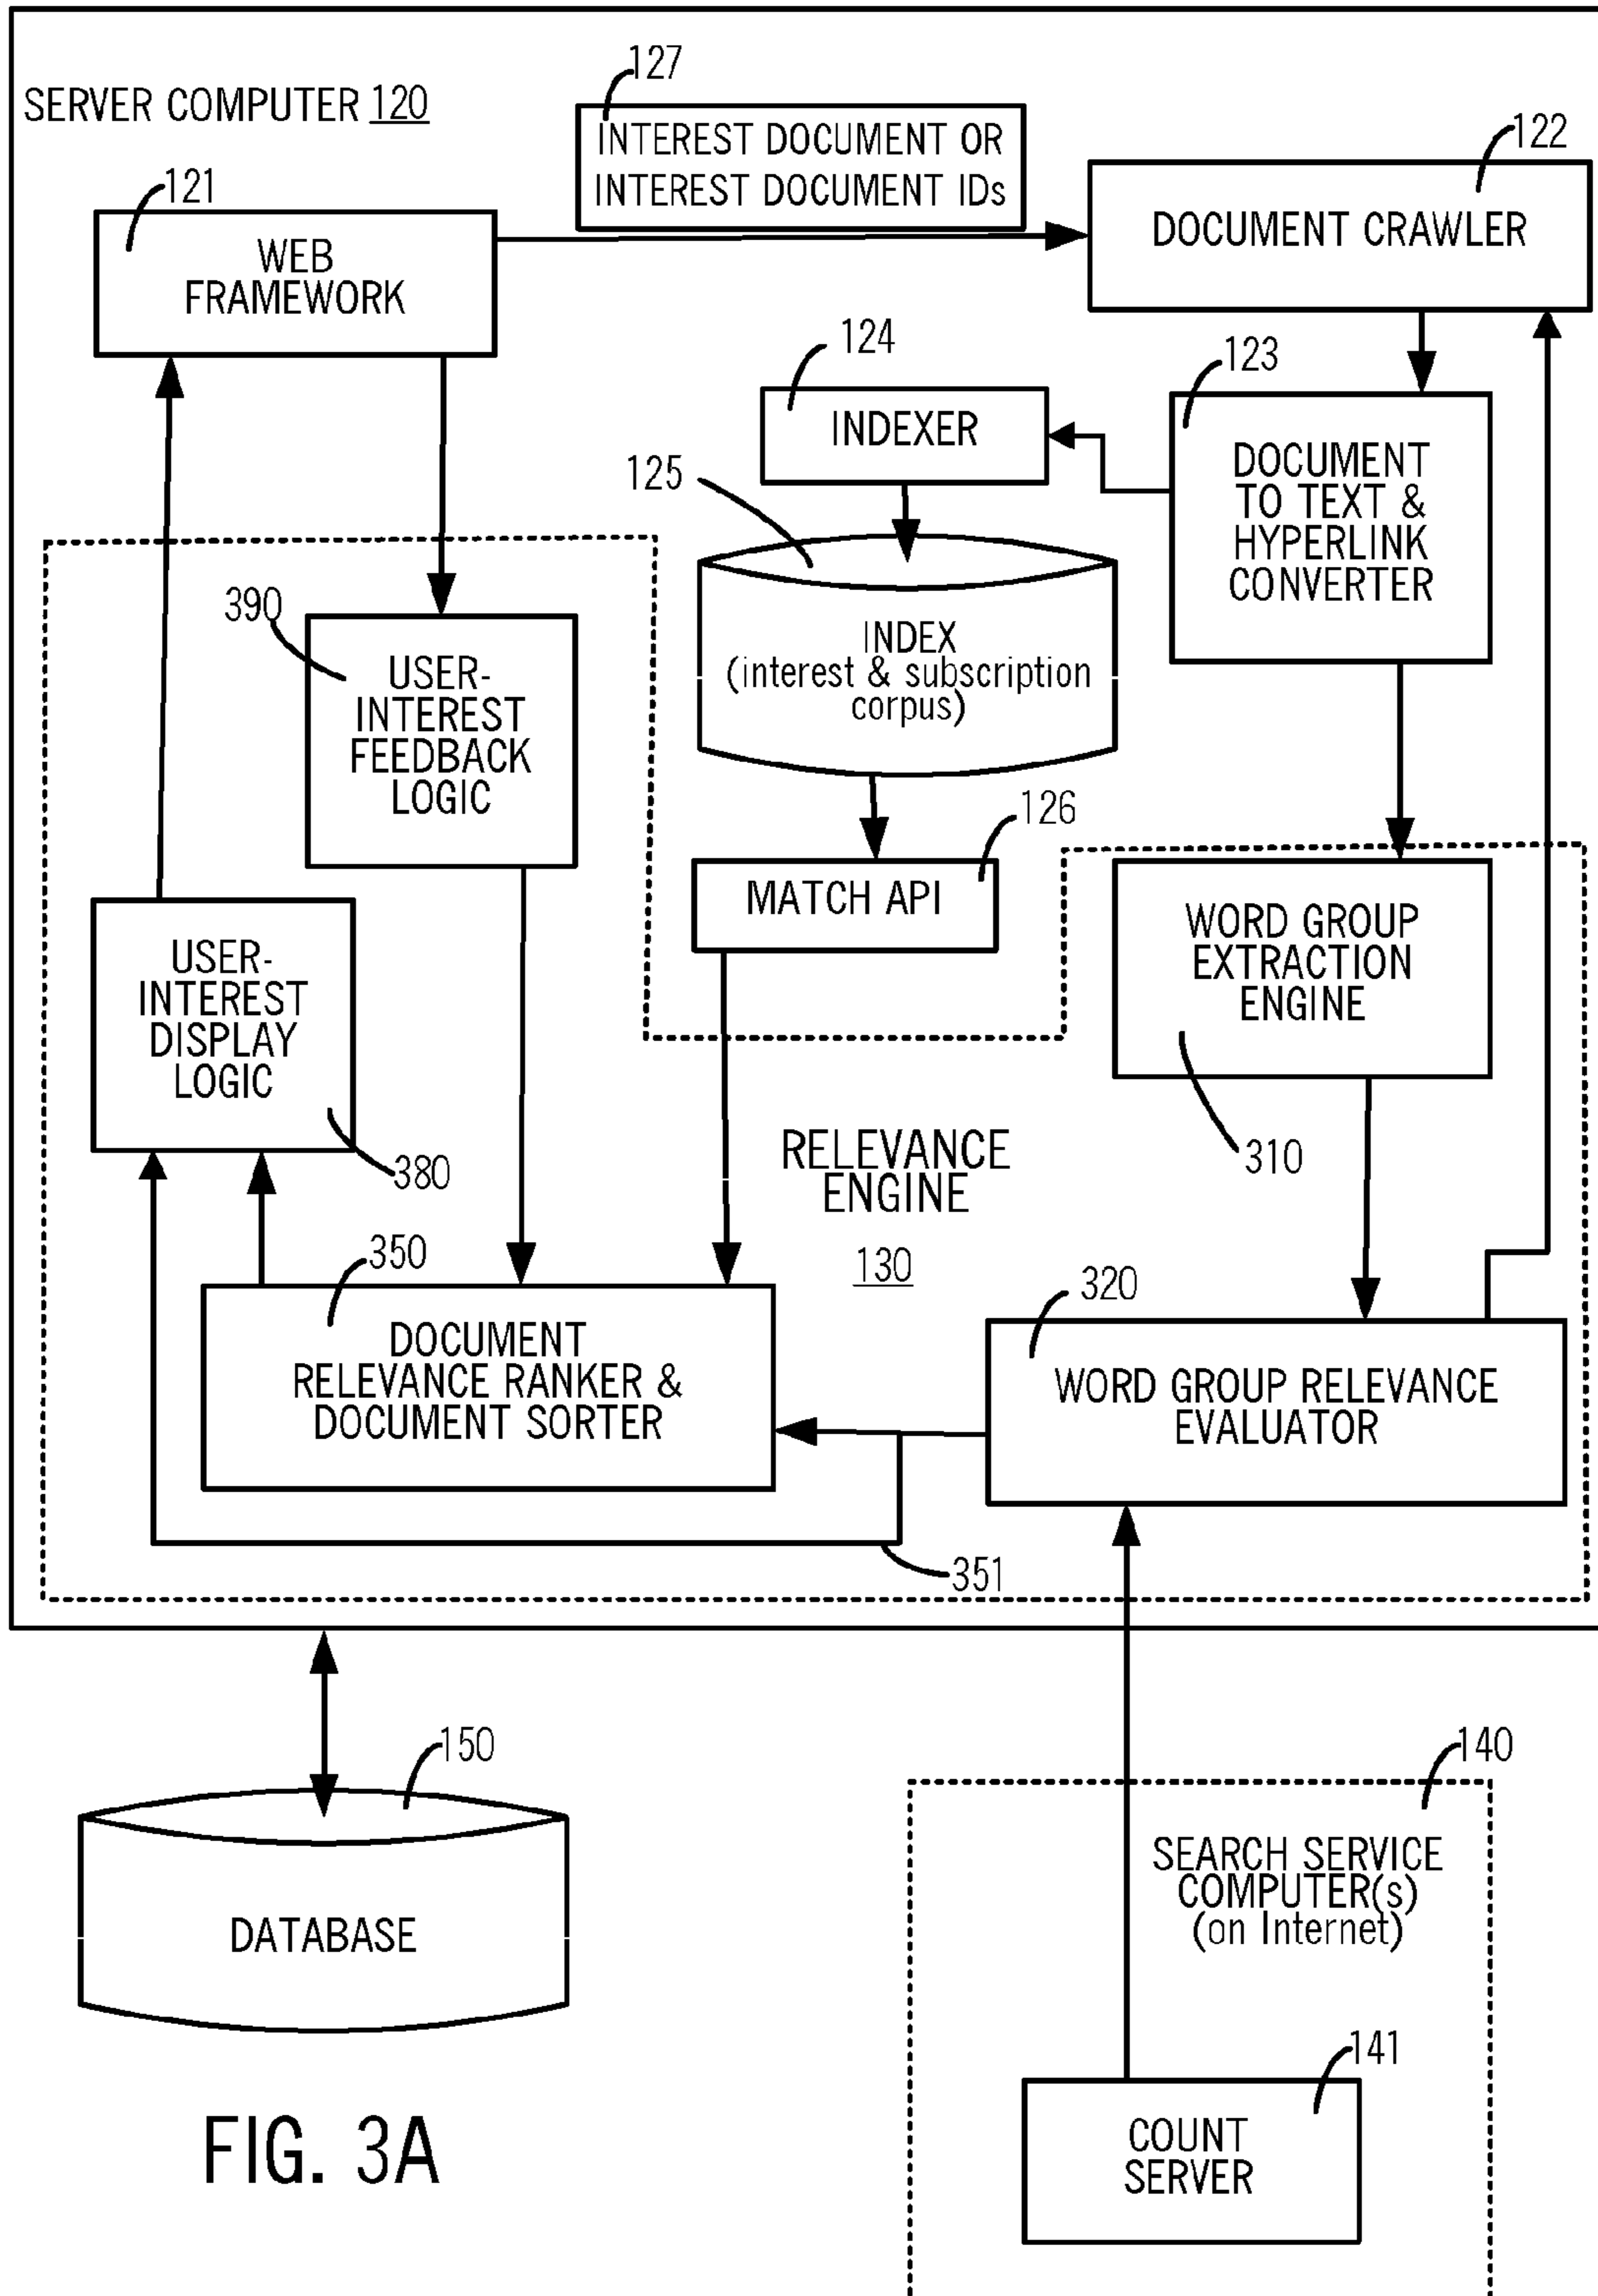 SERVER COMPUTER 120
127
INTEREST DOCUMENT OR
INTEREST DOCUMENT IDs
122
DOCUMENT CRAWLER
121
WEB
FRAMEWORK
124
INDEXER
123
DOCUMENT
TO TEXT &
HYPERLINK
CONVERTER
125
INDEX
(interest & subscription
corpus)
390
USER-
INTEREST
FEEDBACK
LOGIC
126
MATCH API
WORD GROUP
EXTRACTION
ENGINE
310
USER-
INTEREST
DISPLAY
LOGIC
380
RELEVANCE
ENGINE
130
350
DOCUMENT
RELEVANCE RANKER &
DOCUMENT SORTER
320
WORD GROUP RELEVANCE
EVALUATOR
351
150
DATABASE
140
SEARCH SERVICE
COMPUTER(s)
(on Internet)
141
COUNT
SERVER
FIG. 3A